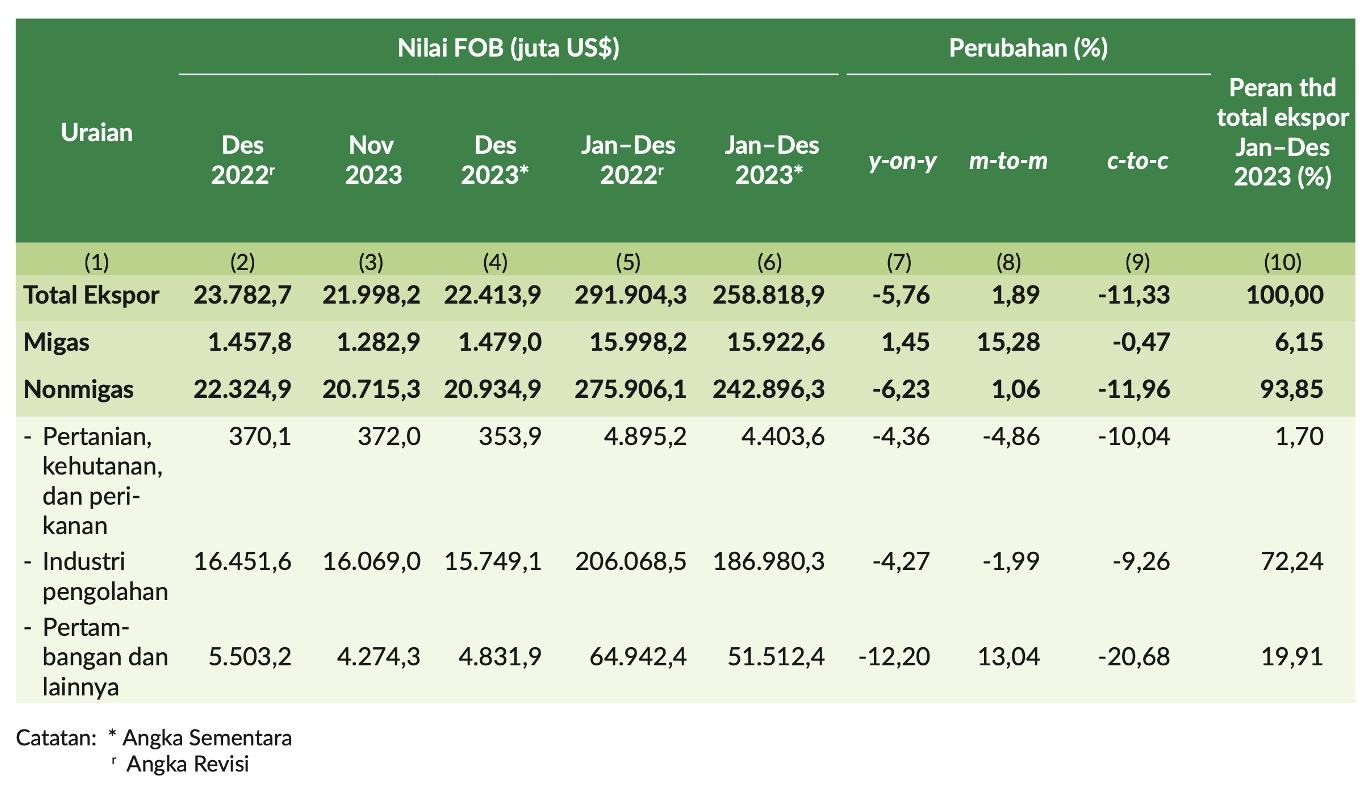 Nilai FOB (juta US$) Perubahan (%)
Uraian
Peran thd
total ekspor
Jan–Des
2023 (%)
Des
2022ʳ
Nov
2023
Des
2023*
Jan–Des
2022ʳ
Jan–Des
2023*
y-on-y m-to-m c-to-c
(1) (2) (3) (4) (5) (6) (7) (8) (9) (10)
Total Ekspor 23.782,7 21.998,2 22.413,9 291.904,3 258.818,9 -5,76 1,89 -11,33 100,00
Migas 1.457,8 1.282,9 1.479,0 15.998,2 15.922,6 1,45 15,28 -0,47 6,15
Nonmigas 22.324,9 20.715,3 20.934,9 275.906,1 242.896,3 -6,23 1,06 -11,96 93,85
- Pertanian, 370,1 372,0 353,9 4.895,2 4.403,6 -4,36 -4,86 -10,04 1,70
kehutanan,
dan peri-
kanan
- Industri 16.451,6 16.069,0 15.749,1 206.068,5 186.980,3 -4,27 -1,99 -9,26 72,24
pengolahan
- Pertam-
bangan dan 5.503,2 4.274,3 4.831,9 64.942,4 51.512,4 -12,20 13,04 -20,68 19,91
lainnya
Catatan: * Angka Sementara
ʳ Angka Revisi